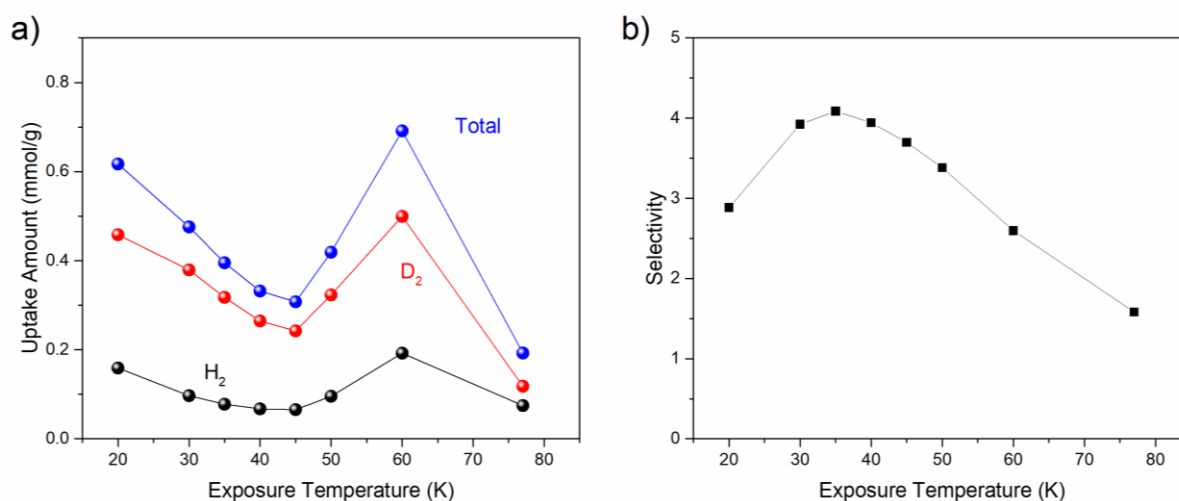 a)
0.8
0.6
0.4
0.2
0.0
Uptake Amount (mmol/g)
Total
D₂
H₂
20 30 40 50 60 70 80
Exposure Temperature (K)
b)
5
4
3
2
1
0
Selectivity
20 30 40 50 60 70 80
Exposure Temperature (K)